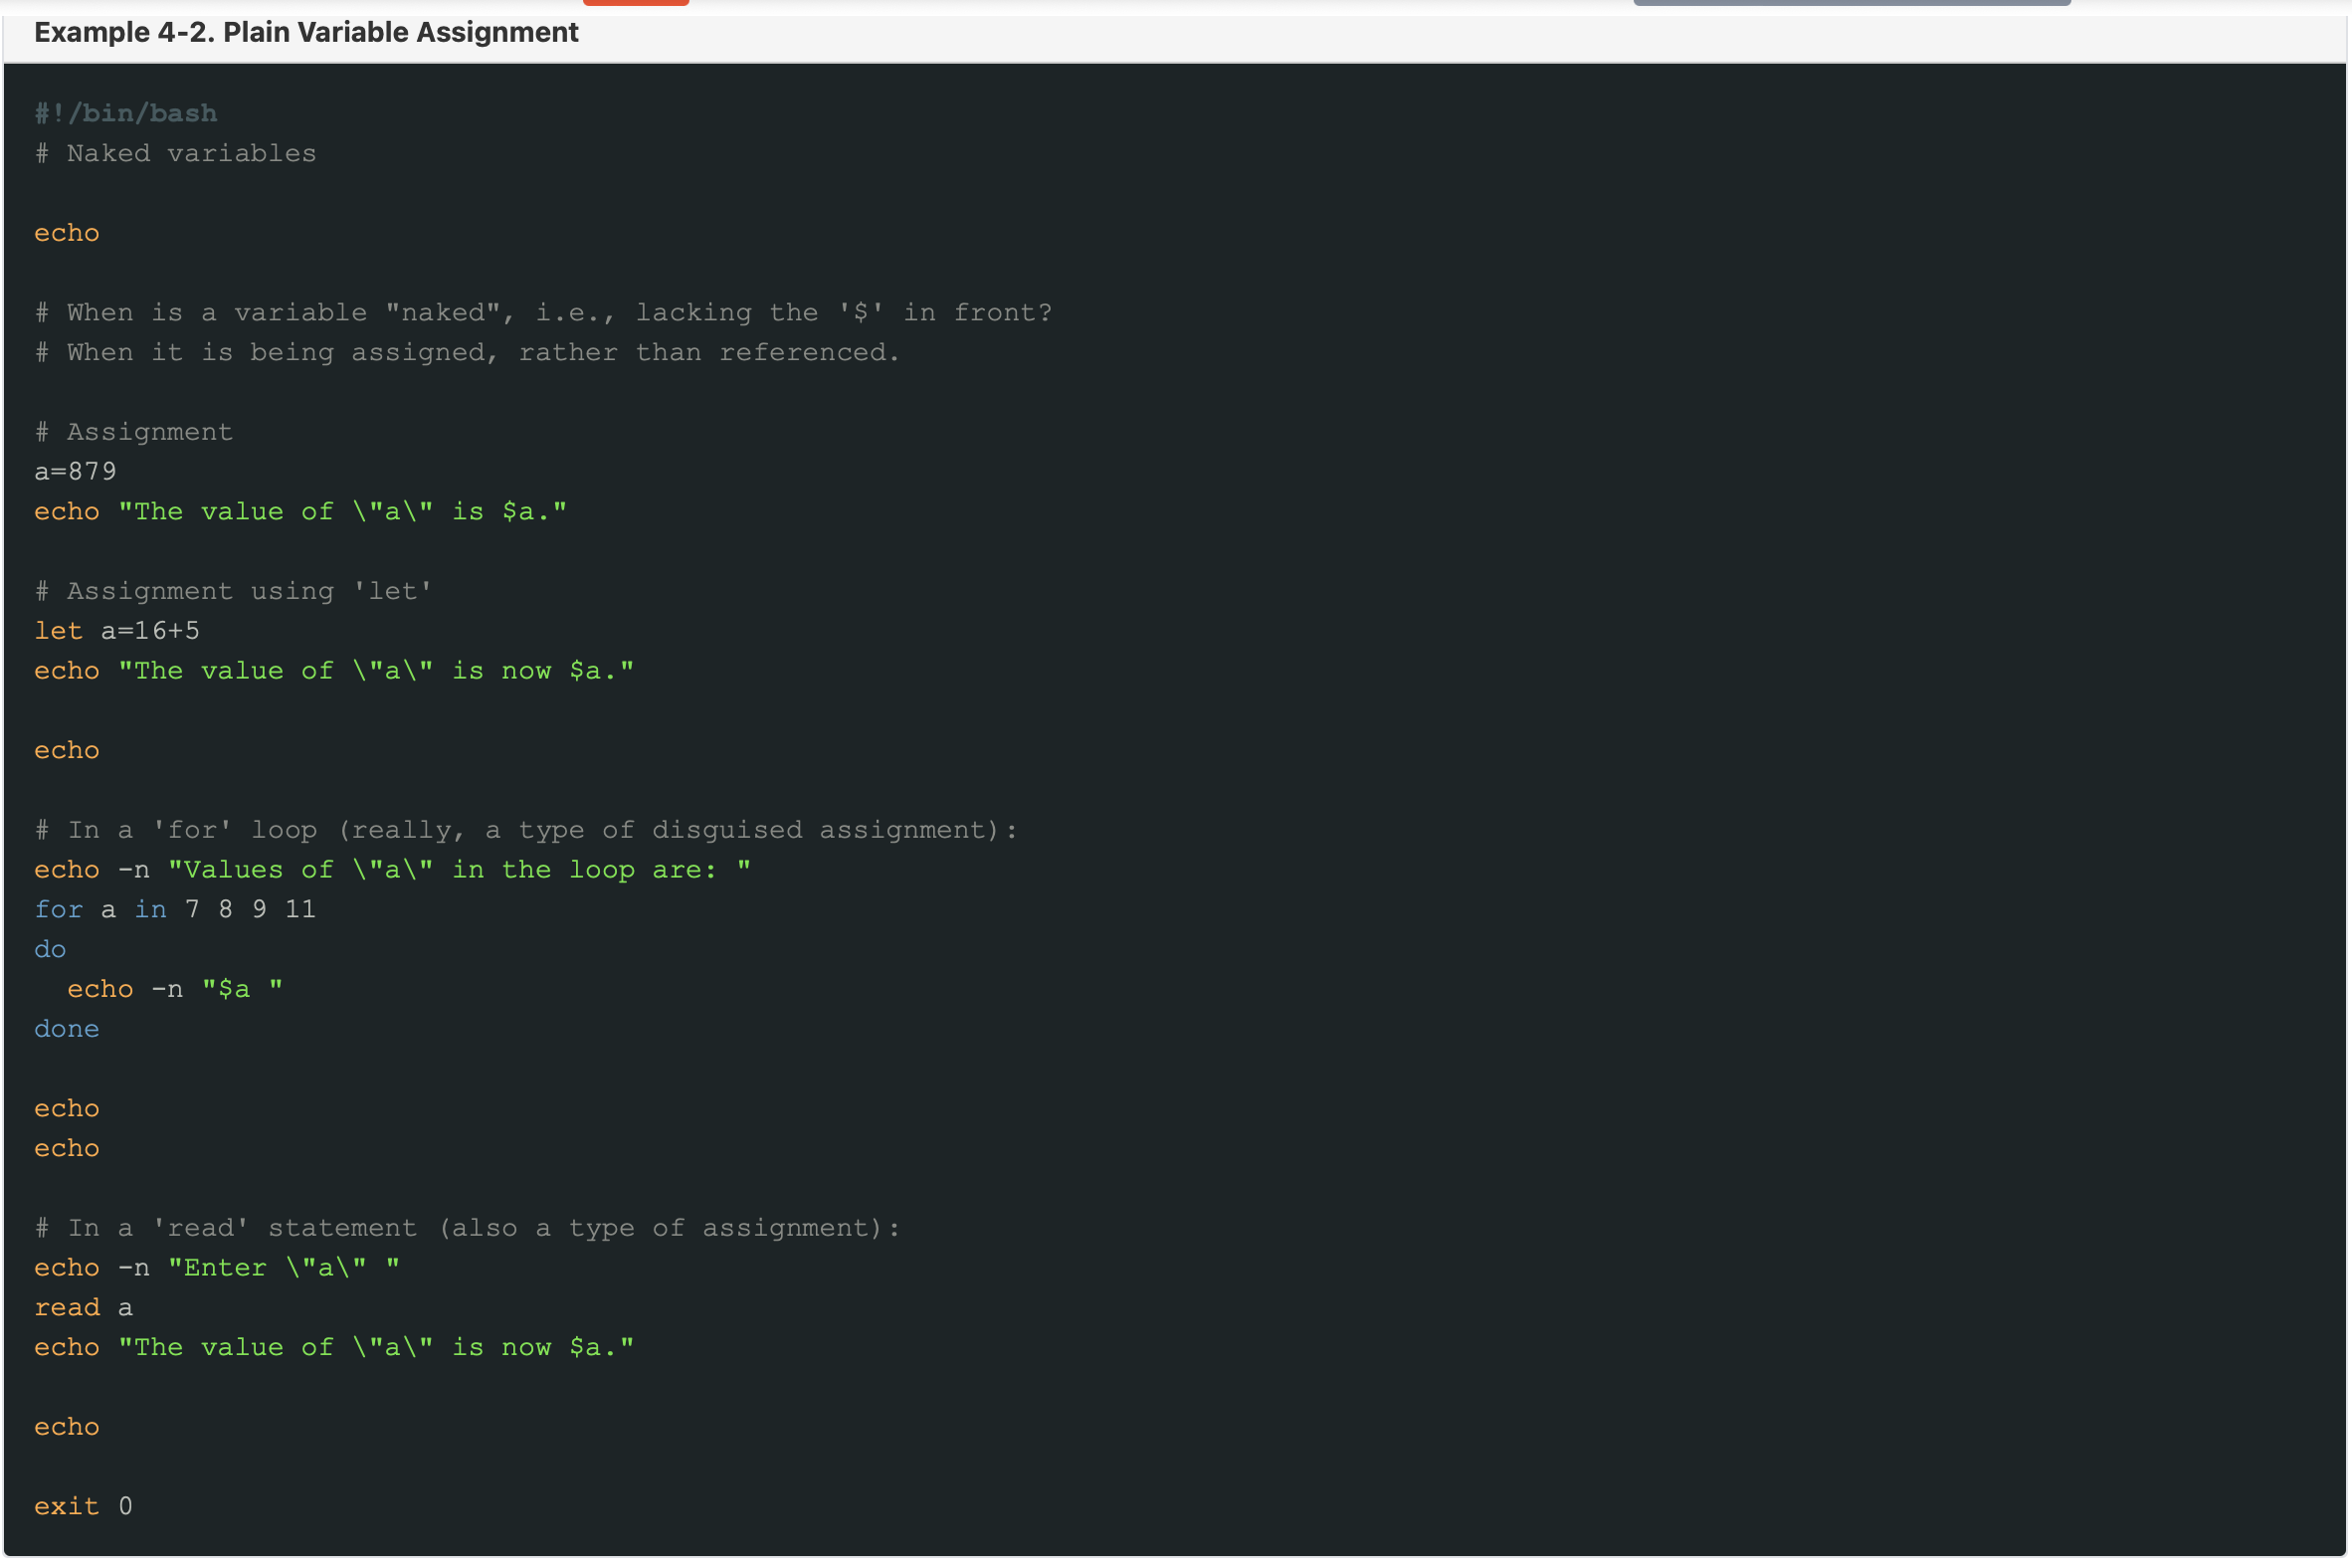 Example 4-2. Plain Variable Assignment
#!/bin/bash
# Naked variables
echo
# When is a variable "naked", i.e., lacking the '$' in front?
# When it is being assigned, rather than referenced.
# Assignment
a=879
echo "The value of \"a\" is $a."
# Assignment using 'let'
let a=16+5
echo "The value of \"a\" is now $a."
echo
# In a 'for' loop (really, a type of disguised assignment):
echo -n "Values of \"a\" in the loop are: "
for a in 7 8 9 11
do
  echo -n "$a "
done
echo
echo
# In a 'read' statement (also a type of assignment):
echo -n "Enter \"a\" "
read a
echo "The value of \"a\" is now $a."
echo
exit 0